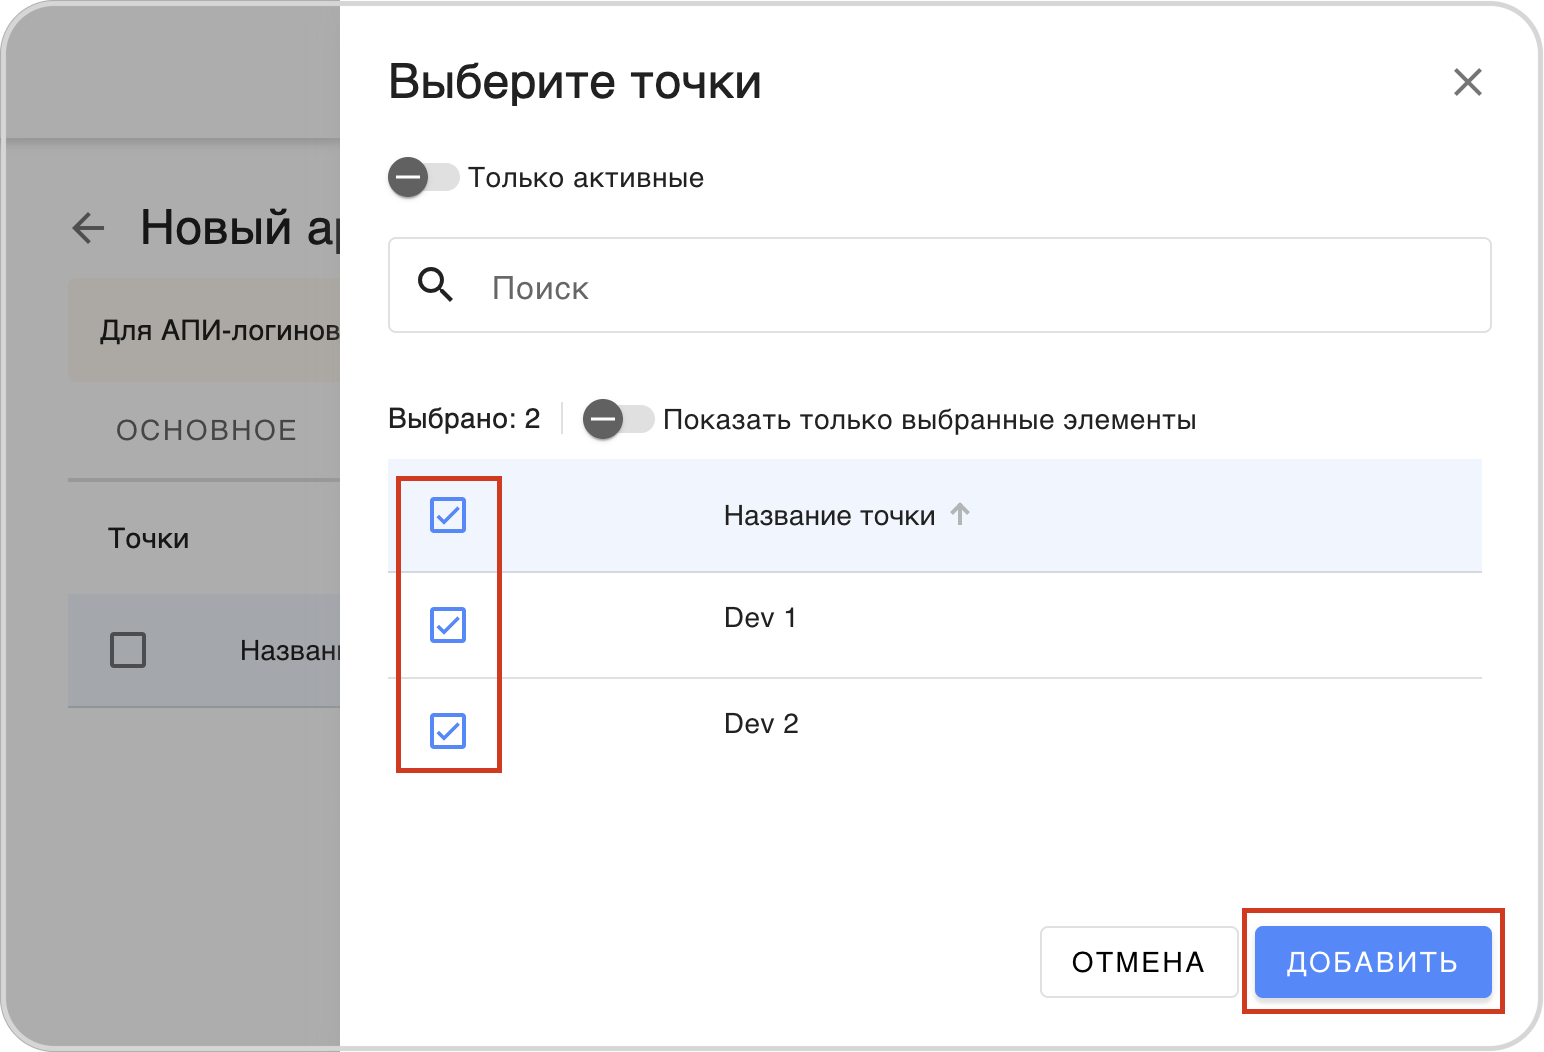 Выберите точки
Только активные
Новый
Поиск
Для АПИ-логинов
Выбрано: 2
Показать только выбранные элементы
ОСНОВНОЕ
Название точки
Точки
Dev 1
Dev 2
ОТМЕНА
ДОБАВИТЬ